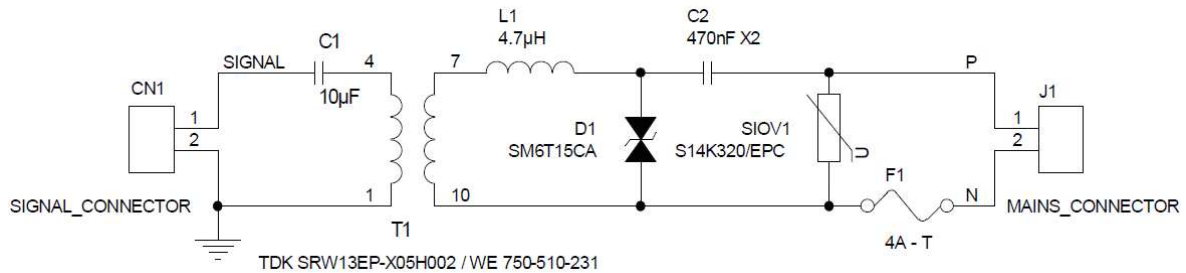 L1
4.7µH
C2
470nF X2
C1
10µF
SIGNAL
4
7
P
CN1
1
2
J1
1
2
D1
SM6T15CA
SIOV1
S14K320/EPC
U
F1
4A - T
1
10
N
SIGNAL_CONNECTOR
T1
MAINS_CONNECTOR
TDK SRW13EP-X05H002 / WE 750-510-231